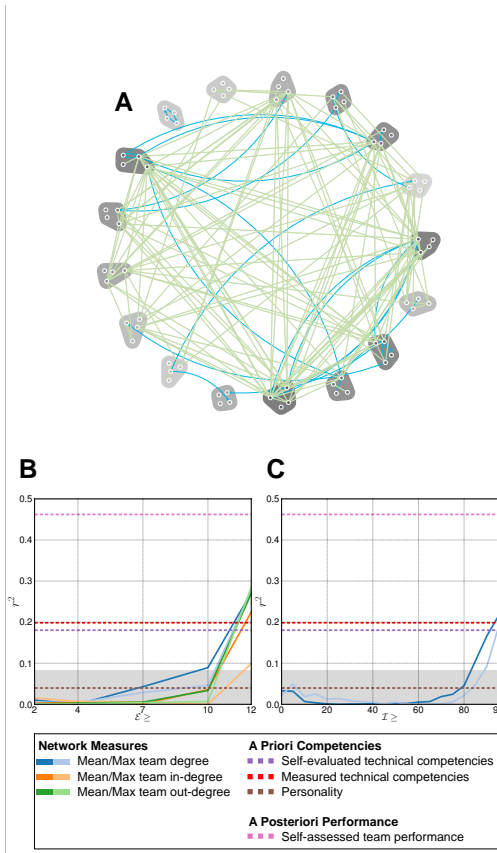 A
B
C
0.5
0.4
0.3
0.2
0.1
0.0
r²
2
4
7
10
12
ℰ ≥
0.5
0.4
0.3
0.2
0.1
0.0
r²
0
20
40
60
80
ℐ ≥
Network Measures
Mean/Max team degree
Mean/Max team in-degree
Mean/Max team out-degree
A Priori Competencies
Self-evaluated technical competencies
Measured technical competencies
Personality
A Posteriori Performance
Self-assessed team performance